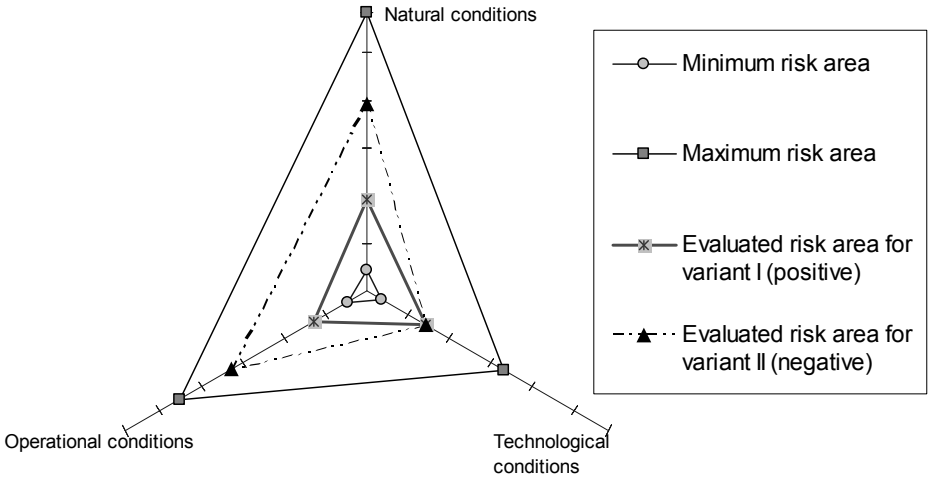 Natural conditions
Minimum risk area
Maximum risk area
Evaluated risk area for
variant I (positive)
Evaluated risk area for
variant II (negative)
Operational conditions
Technological
conditions